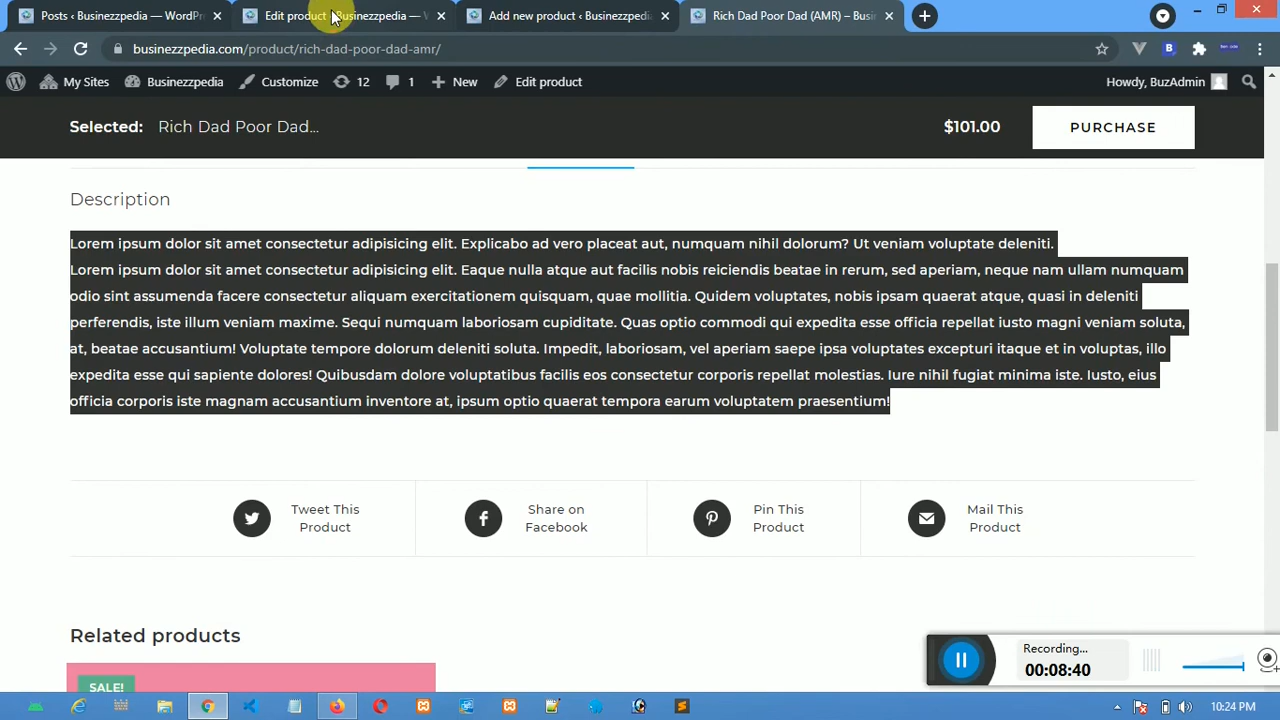 Posts ‹ Businezzpedia — WordPr
Edit product ‹ Businezzpedia — W
Add new product ‹ Businezzpedia
Rich Dad Poor Dad (AMR) – Busi
businezzpedia.com/product/rich-dad-poor-dad-amr/
My Sites
Businezzpedia
Customize
12
1
New
Edit product
Howdy, BuzAdmin
Selected: Rich Dad Poor Dad...
$101.00
PURCHASE
Description
Lorem ipsum dolor sit amet consectetur adipisicing elit. Explicabo ad vero placeat aut, numquam nihil dolorum? Ut veniam voluptate deleniti.
Lorem ipsum dolor sit amet consectetur adipisicing elit. Eaque nulla atque aut facilis nobis reiciendis beatae in rerum, sed aperiam, neque nam ullam numquam
odio sint assumenda facere consectetur aliquam exercitationem quisquam, quae mollitia. Quidem voluptates, nobis ipsam quaerat atque, quasi in deleniti
perferendis, iste illum veniam maxime. Sequi numquam laboriosam cupiditate. Quas optio commodi qui expedita esse officia repellat iusto magni veniam soluta,
at, beatae accusantium! Voluptate tempore dolorum deleniti soluta. Impedit, laboriosam, vel aperiam saepe ipsa voluptates excepturi itaque et in voluptas, illo
expedita esse qui sapiente dolores! Quibusdam dolore voluptatibus facilis eos consectetur corporis repellat molestias. Iure nihil fugiat minima iste. Iusto, eius
officia corporis iste magnam accusantium inventore at, ipsum optio quaerat tempora earum voluptatem praesentium!
Tweet This
Product
Share on
Facebook
Pin This
Product
Mail This
Product
Related products
SALE!
Recording...
00:08:40
10:24 PM